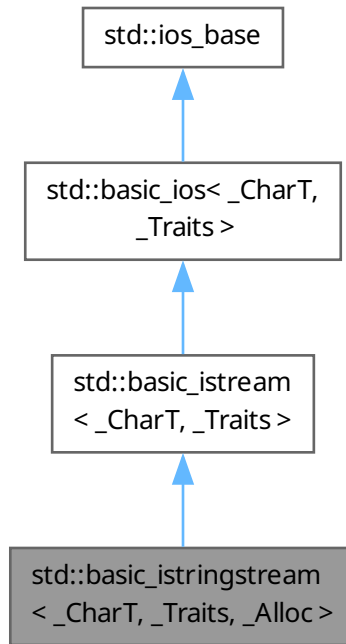 std::ios_base
std::basic_ios< _CharT,
_Traits >
std::basic_istream
< _CharT, _Traits >
std::basic_istringstream
< _CharT, _Traits, _Alloc >